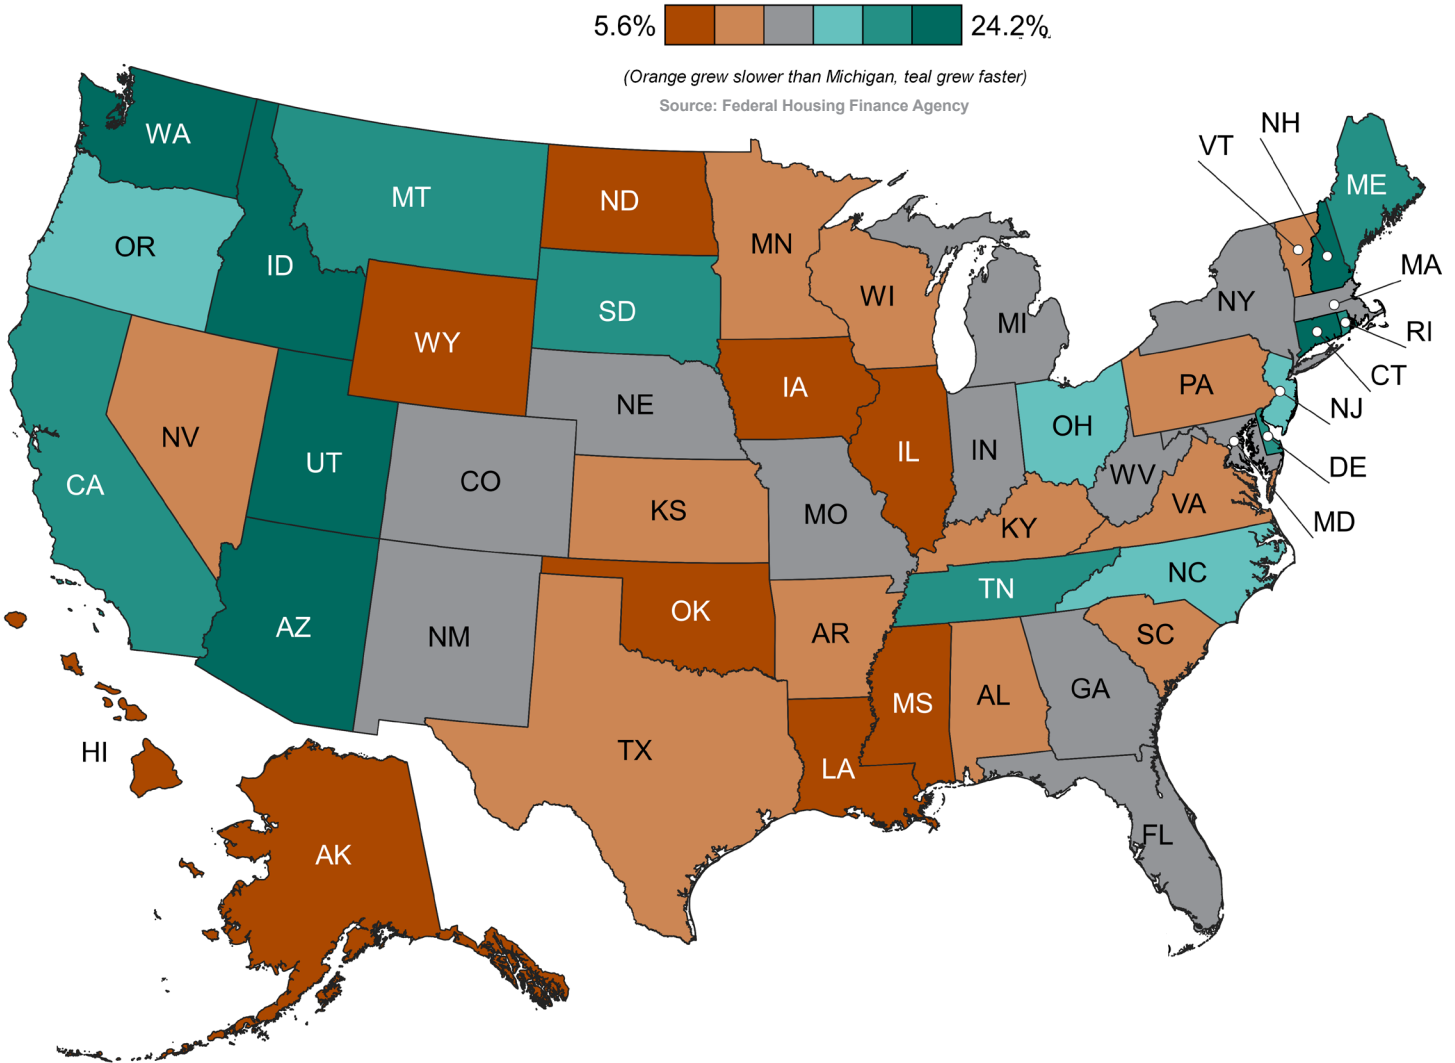 5.6% 24.2%
(Orange grew slower than Michigan, teal grew faster)
Source: Federal Housing Finance Agency
NH
VT
WA
ME
MT
ND
OR
MN
MA
ID
WI
NY
SD
MI
RI
WY
CT
PA
IA
NE
NJ
OH
NV
IL
IN
UT
DE
WV
CO
CA
VA
KS
MO
MD
KY
NC
TN
OK
AZ
AR
SC
NM
GA
AL
MS
TX
HI
LA
FL
AK